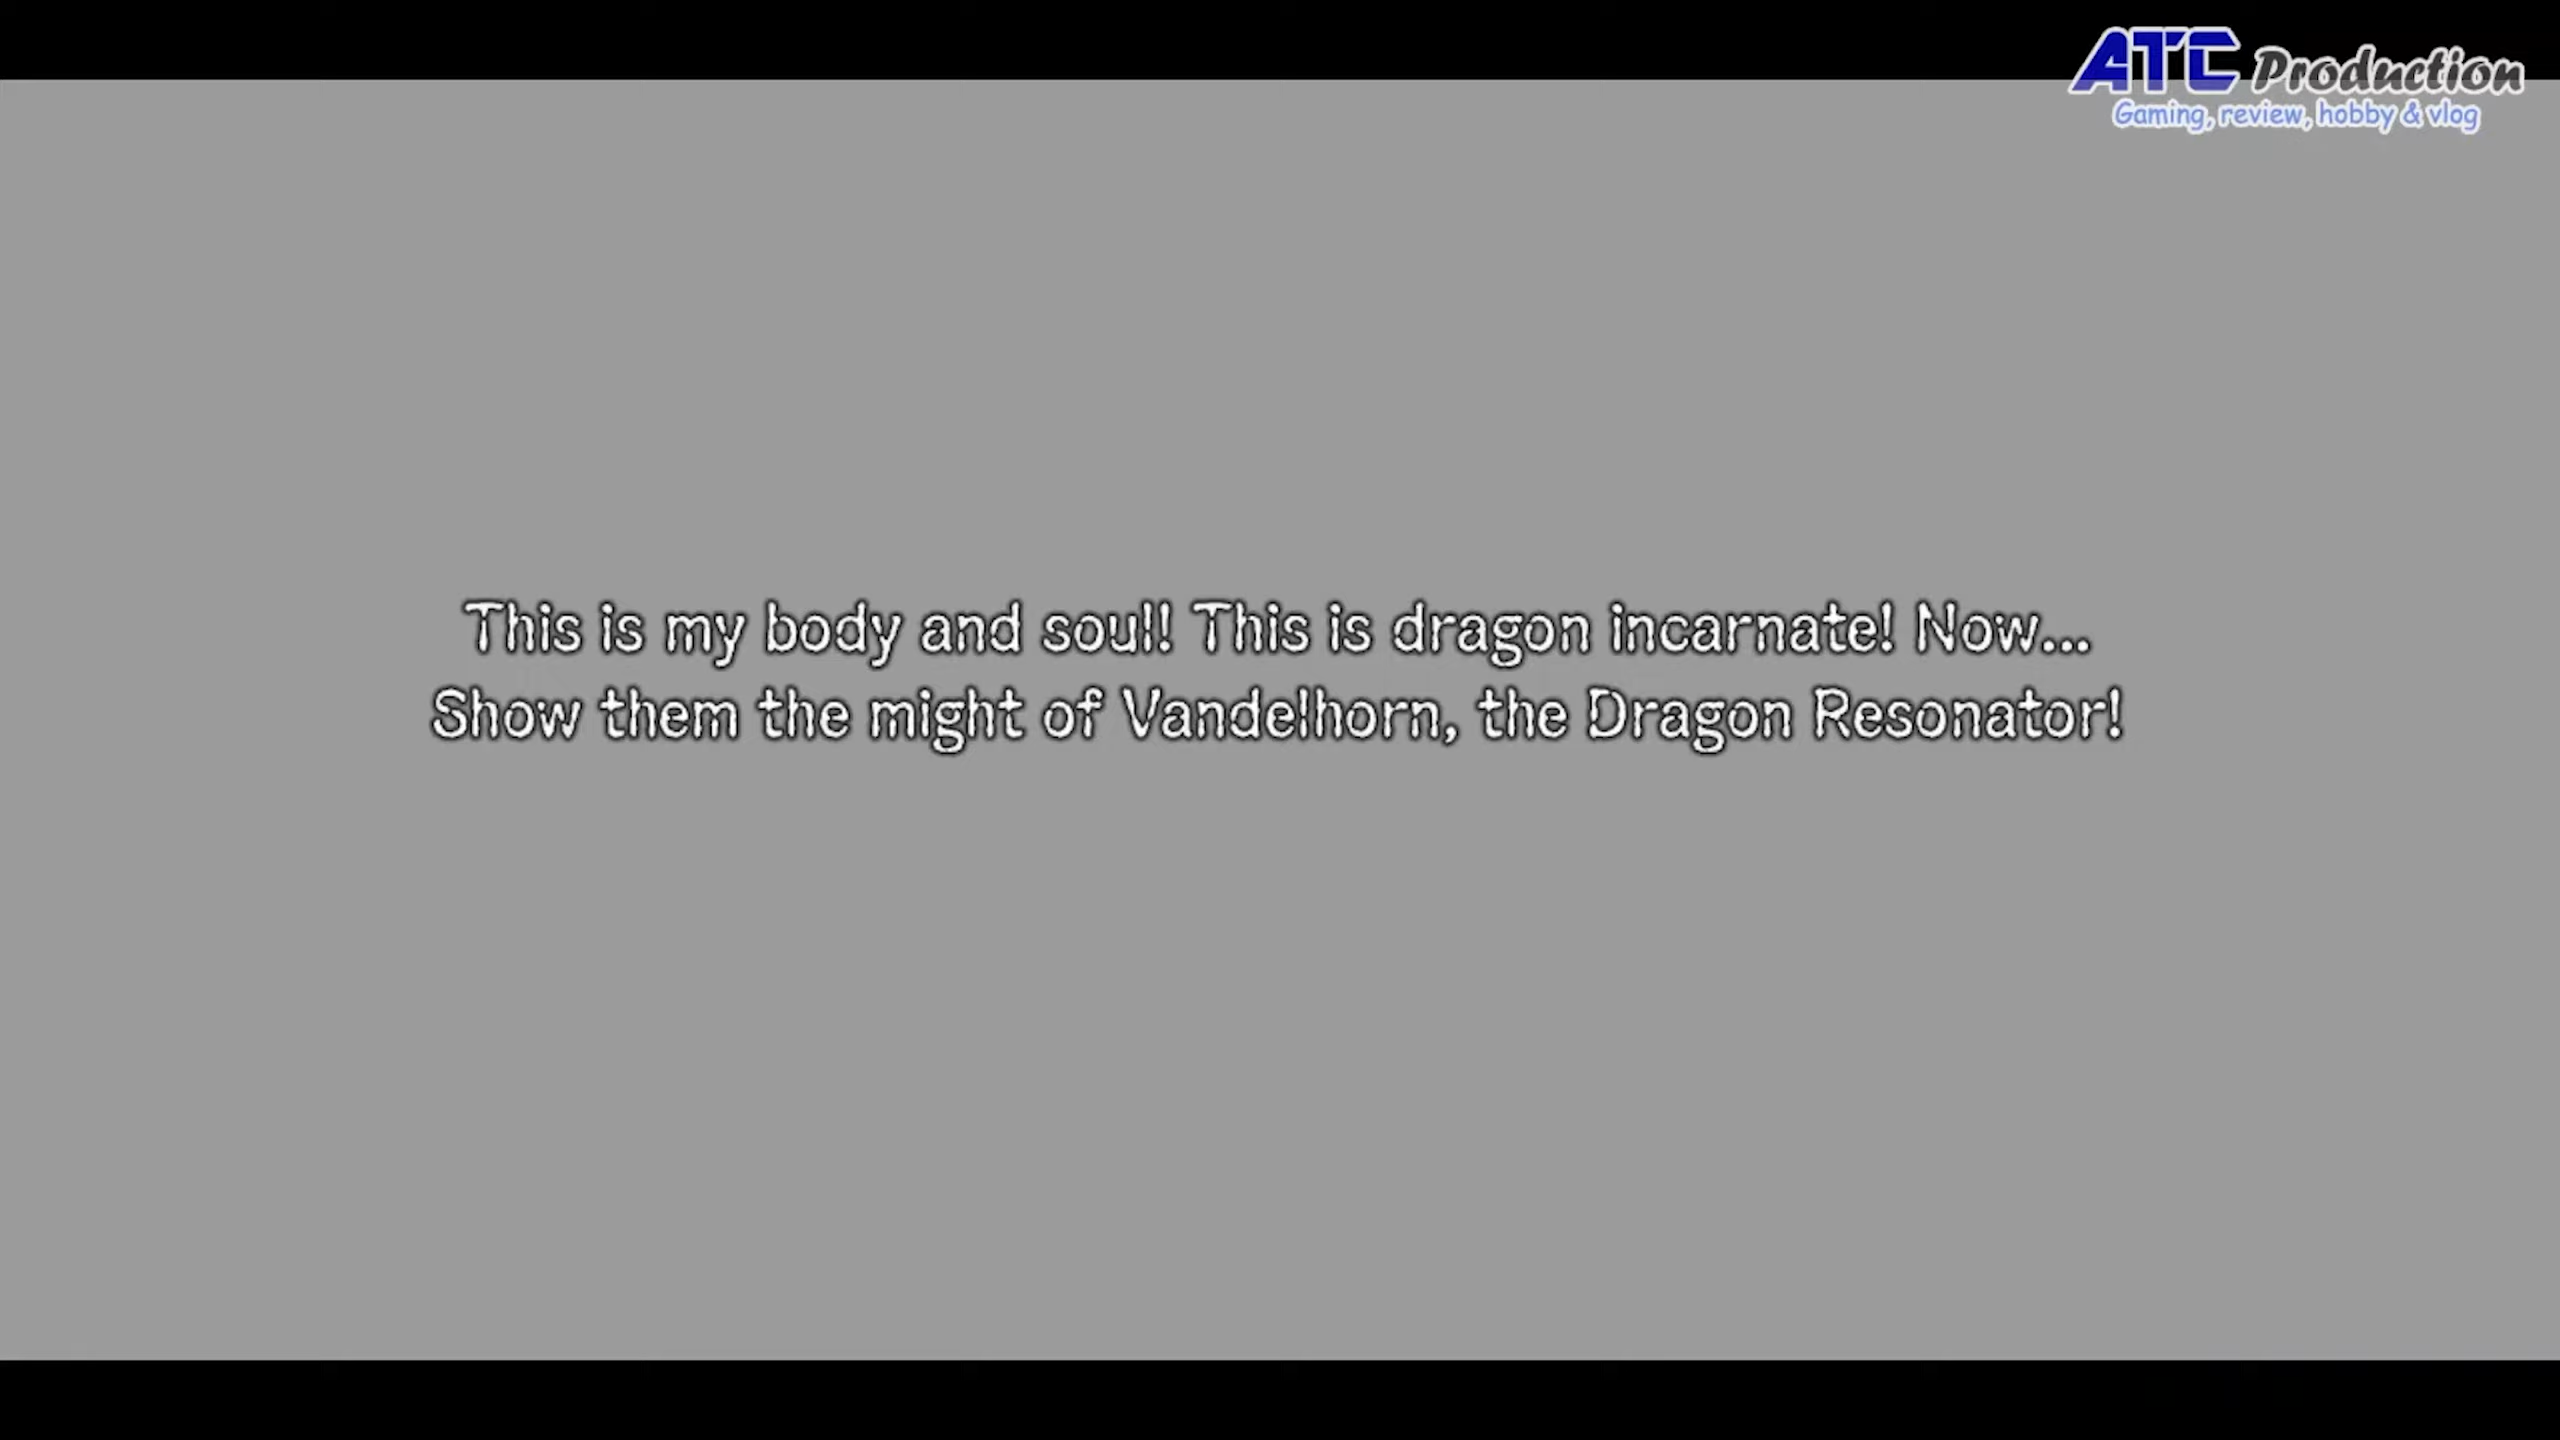 ATC Production
Gaming, review, hobby & vlog
This is my body and soul! This is dragon incarnate! Now...
Show them the might of Vandelhorn, the Dragon Resonator!